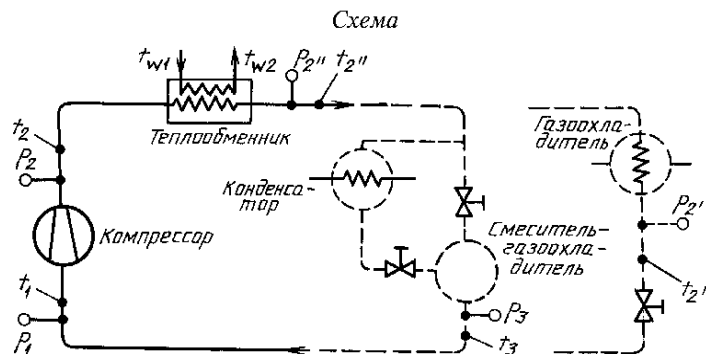 Схема
t_w1 t_w2 P_2" t_2"
Теплообменник
t_2
P_2
Компрессор
t_1
P_1
Конденса-
тор
Смеситель-
газоохла-
дитель
P_3
t_3
Газоохла-
дитель
P_2'
t_2'